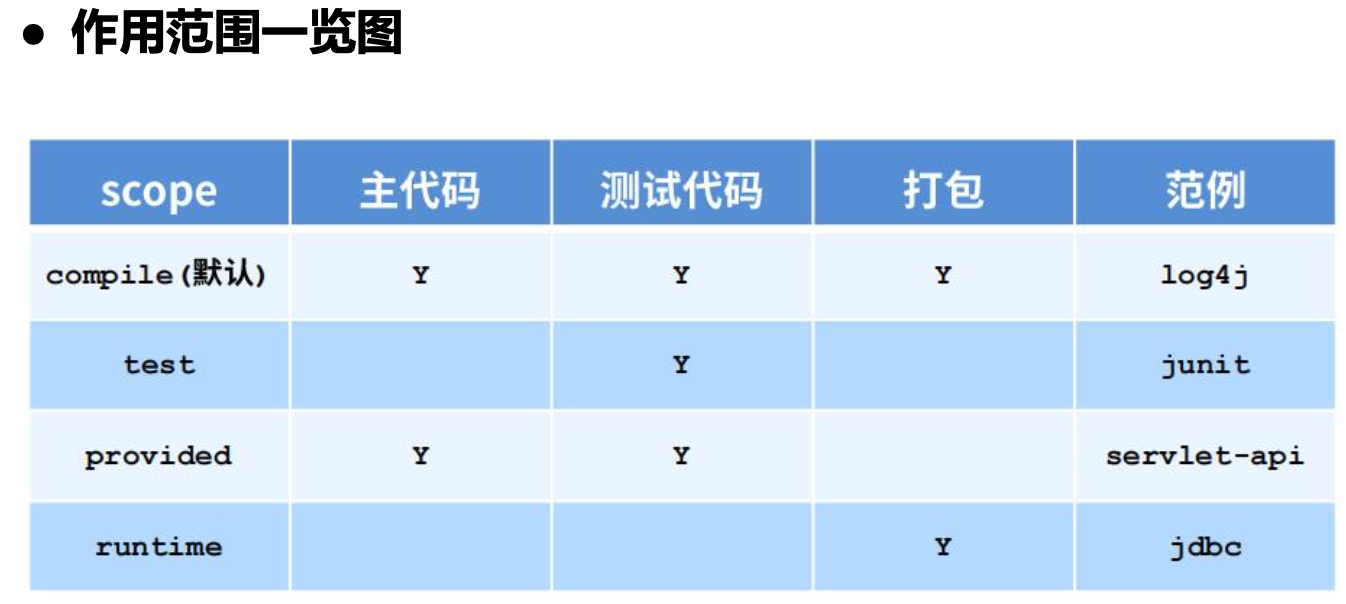 ● 作用范围一览图
scope 主代码 测试代码 打包 范例
compile(默认) Y Y Y log4j
test Y junit
provided Y Y servlet-api
runtime Y jdbc